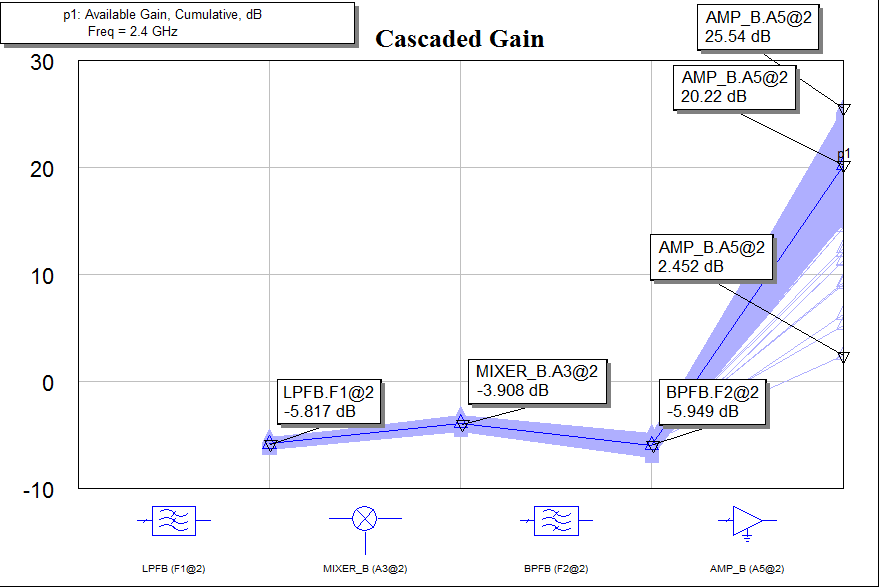 p1: Available Gain, Cumulative, dB
Freq = 2.4 GHz
Cascaded Gain
AMP_B.A5@2
25.54 dB
AMP_B.A5@2
20.22 dB
p1
AMP_B.A5@2
2.452 dB
LPFB.F1@2
-5.817 dB
MIXER_B.A3@2
-3.908 dB
BPFB.F2@2
-5.949 dB
30
20
10
0
-10
LPFB (F1@2)
MIXER_B (A3@2)
BPFB (F2@2)
AMP_B (A5@2)